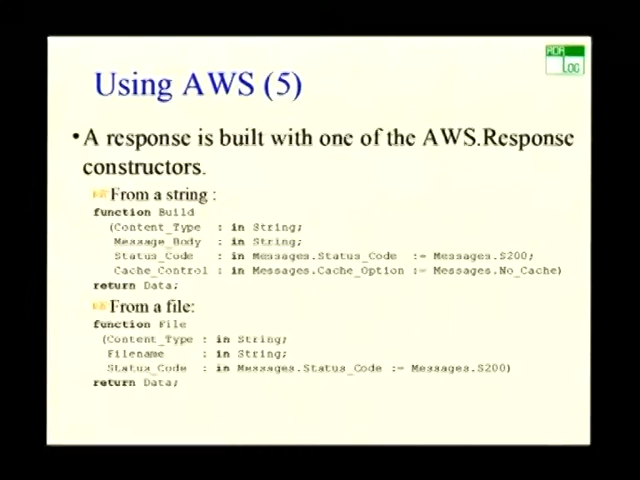 ADA
LOG
Using AWS (5)
• A response is built with one of the AWS.Response
constructors.
From a string :
function Build
(Content_Type : in String;
Message_Body : in String;
Status_Code : in Messages.Status_Code := Messages.S200;
Cache_Control : in Messages.Cache_Option := Messages.No_Cache)
return Data;
From a file:
function File
(Content_Type : in String;
Filename : in String;
Status_Code : in Messages.Status_Code := Messages.S200)
return Data;